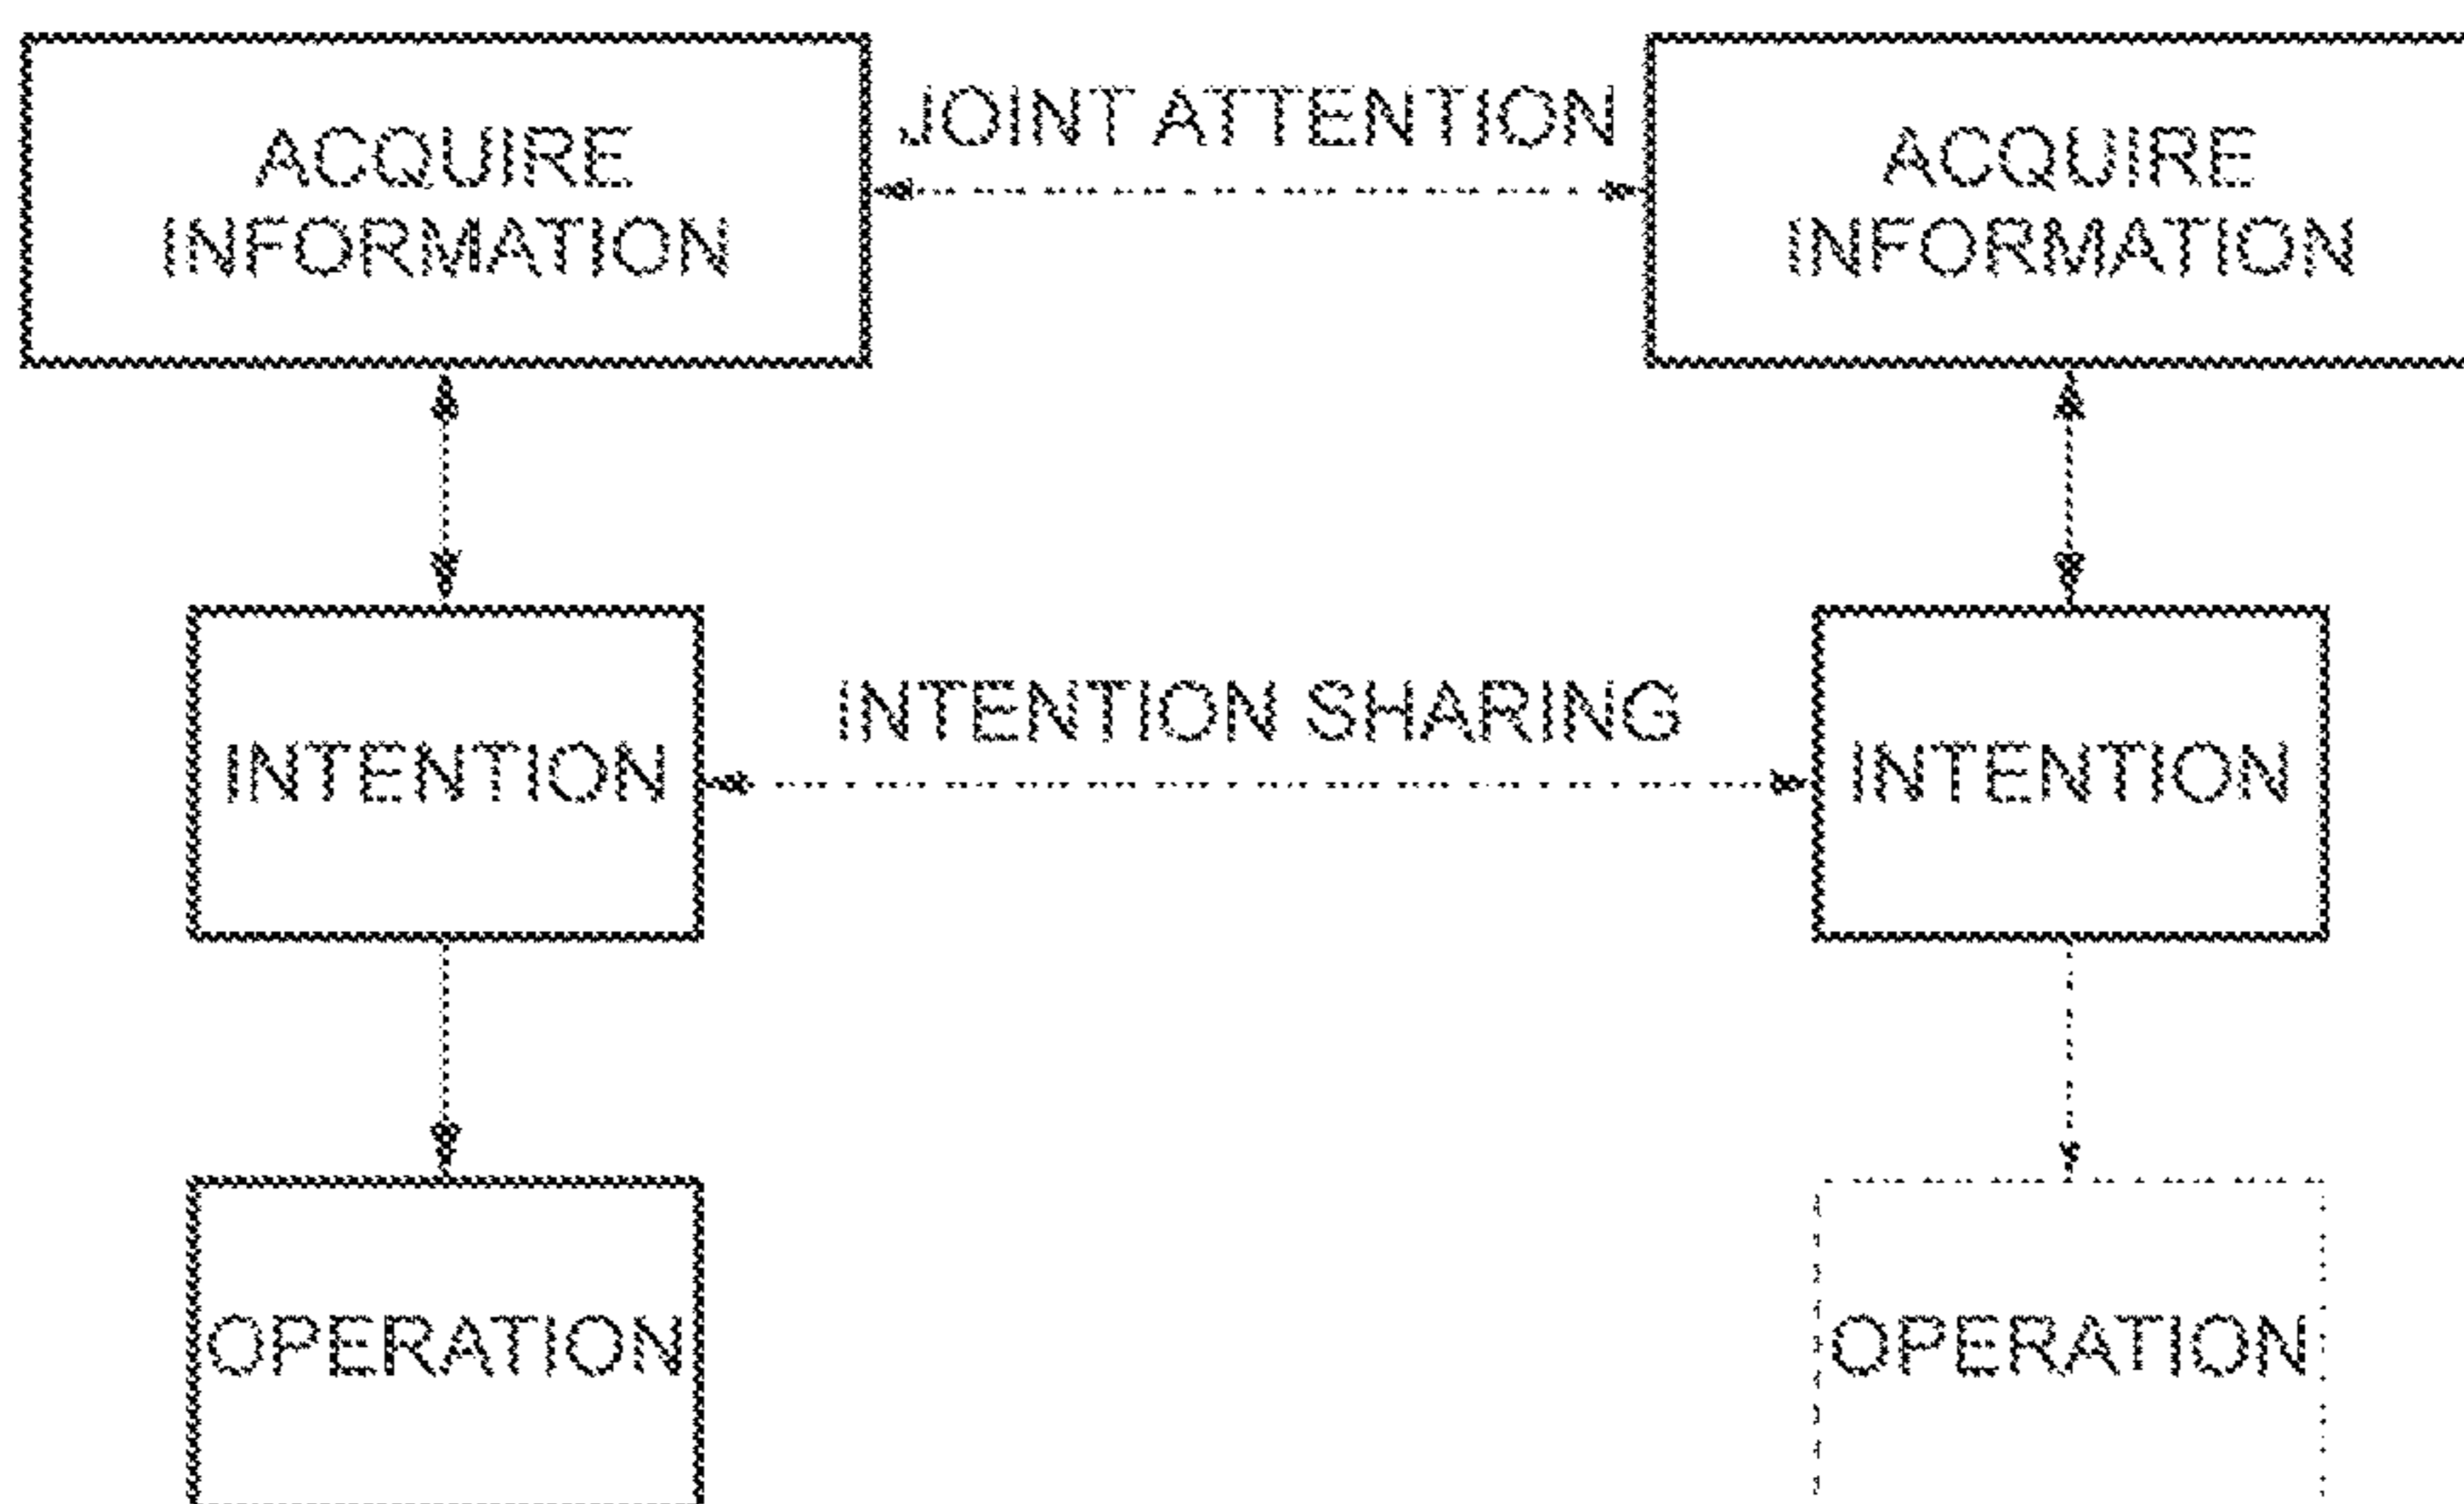 JOINT ATTENTION
ACQUIRE
INFORMATION
ACQUIRE
INFORMATION
INTENTION SHARING
INTENTION
INTENTION
OPERATION
OPERATION